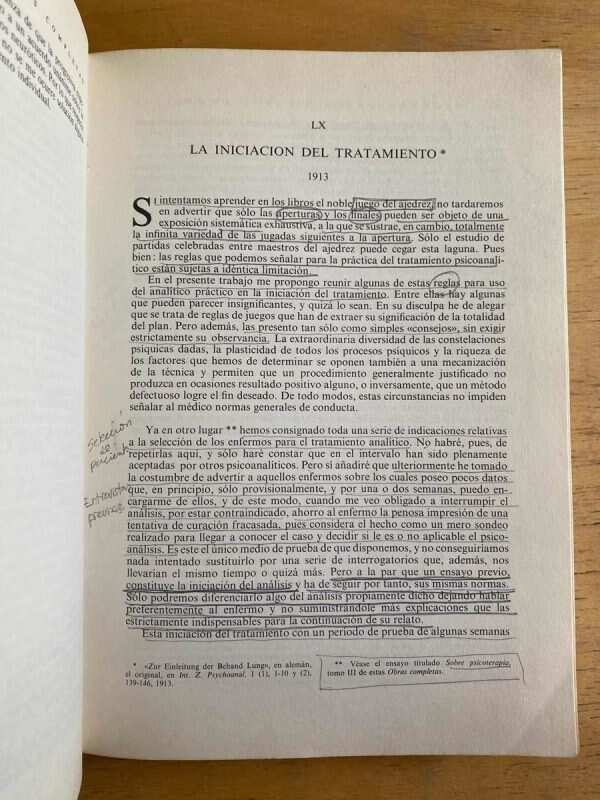 COMPLETAS
LX
LA INICIACION DEL TRATAMIENTO *
1913
SI intentamos aprender en los libros el noble juego del ajedrez, no tardaremos
en advertir que sólo las aperturas y los finales pueden ser objeto de una
exposición sistemática exhaustiva, a la que se sustrae, en cambio, totalmente
la infinita variedad de las jugadas siguientes a la apertura. Sólo el estudio de
partidas celebradas entre maestros del ajedrez puede cegar esta laguna. Pues
bien: las reglas que podemos señalar para la práctica del tratamiento psicoanalí-
tico están sujetas a idéntica limitación.
En el presente trabajo me propongo reunir algunas de estas reglas para uso
del analítico práctico en la iniciación del tratamiento. Entre ellas hay algunas
que pueden parecer insignificantes, y quizá lo sean. En su disculpa he de alegar
que se trata de reglas de juegos que han de extraer su significación de la totalidad
del plan. Pero además, las presento tan sólo como simples «consejos», sin exigir
estrictamente su observancia. La extraordinaria diversidad de las constelaciones
psíquicas dadas, la plasticidad de todos los procesos psíquicos y la riqueza de
los factores que hemos de determinar se oponen también a una mecanización
de la técnica y permiten que un procedimiento generalmente justificado no
produzca en ocasiones resultado positivo alguno, o inversamente, que un método
defectuoso logre el fin deseado. De todo modos, estas circunstancias no impiden
señalar al médico normas generales de conducta.
Selección de pacientes
Entrevistas previas
Ya en otro lugar ** hemos consignado toda una serie de indicaciones relativas
a la selección de los enfermos para el tratamiento analítico. No habré, pues, de
repetirlas aquí, y sólo haré constar que en el intervalo han sido plenamente
aceptadas por otros psicoanalíticos. Pero sí añadiré que ulteriormente he tomado
la costumbre de advertir a aquellos enfermos sobre los cuales poseo pocos datos
que, en principio, sólo provisionalmente, y por una o dos semanas, puedo en-
cargarme de ellos, y de este modo, cuando me veo obligado a interrumpir el
análisis, por estar contraindicado, ahorro al enfermo la penosa impresión de una
tentativa de curación fracasada, pues considera el hecho como un mero sondeo
realizado para llegar a conocer el caso y decidir si le es o no aplicable el psico-
análisis. Es este el único medio de prueba de que disponemos, y no conseguiríamos
nada intentado sustituirlo por una serie de interrogatorios que, además, nos
llevarían el mismo tiempo o quizá más. Pero a la par que un ensayo previo,
constituye la iniciación del análisis y ha de seguir por tanto, sus mismas normas.
Sólo podremos diferenciarlo algo del análisis propiamente dicho dejando hablar
preferentemente al enfermo y no suministrándole más explicaciones que las
estrictamente indispensables para la continuación de su relato.
Esta iniciación del tratamiento con un período de prueba de algunas semanas
* «Zur Einleitung der Behand Lung», en alemán,
el original, en Int. Z. Psychoanal. 1 (1), 1-10 y (2),
139-146, 1913.
** Véase el ensayo titulado Sobre psicoterapia,
tomo III de estas Obras completas.